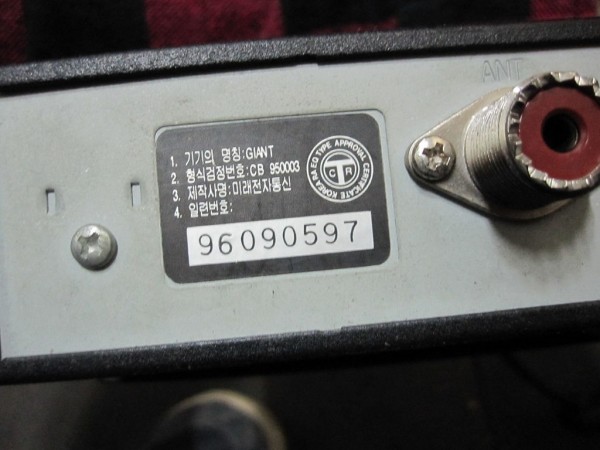 ANT
1. 기기의 명칭:GIANT
2. 형식검정번호:CB 950003
3. 제작사명:미래전자통신
4. 일련번호:
96090597
KOREA RA EQ TYPE APPROVAL CERTIFICATE
CTR